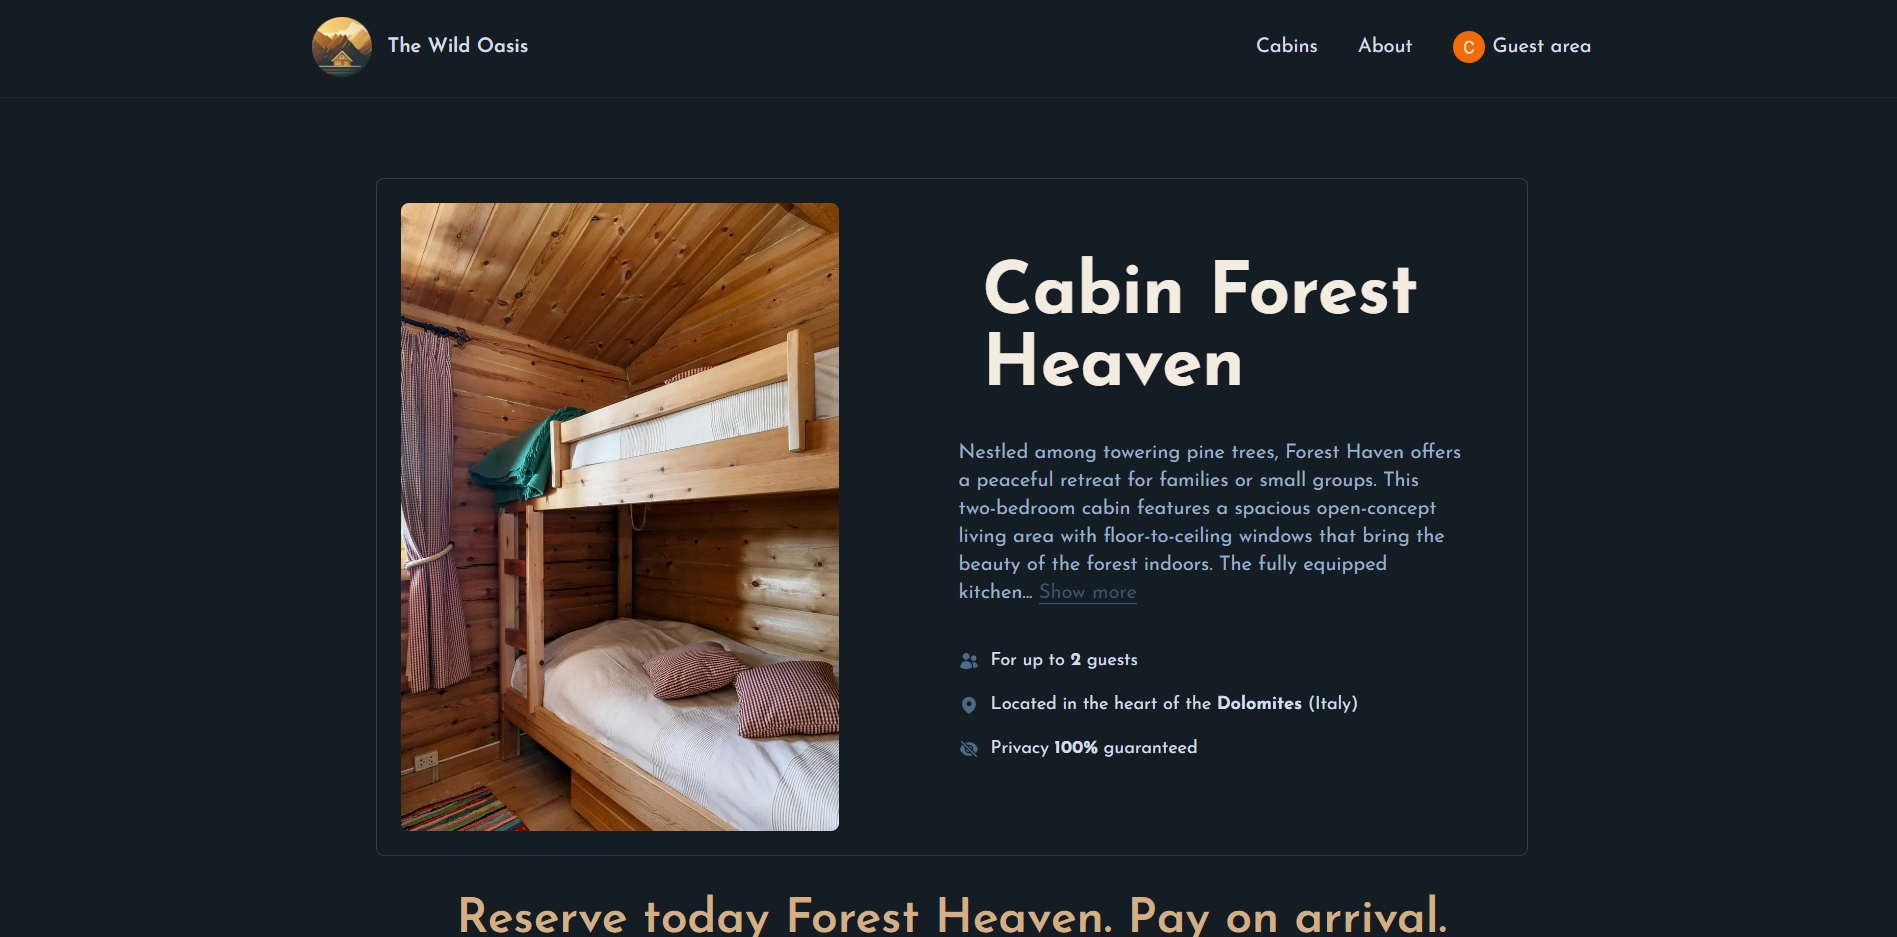 The Wild Oasis
Cabins
About
C
Guest area
Cabin Forest
Heaven
Nestled among towering pine trees, Forest Haven offers
a peaceful retreat for families or small groups. This
two-bedroom cabin features a spacious open-concept
living area with floor-to-ceiling windows that bring the
beauty of the forest indoors. The fully equipped
kitchen... Show more
For up to 2 guests
Located in the heart of the Dolomites (Italy)
Privacy 100% guaranteed
Reserve today Forest Heaven. Pay on arrival.